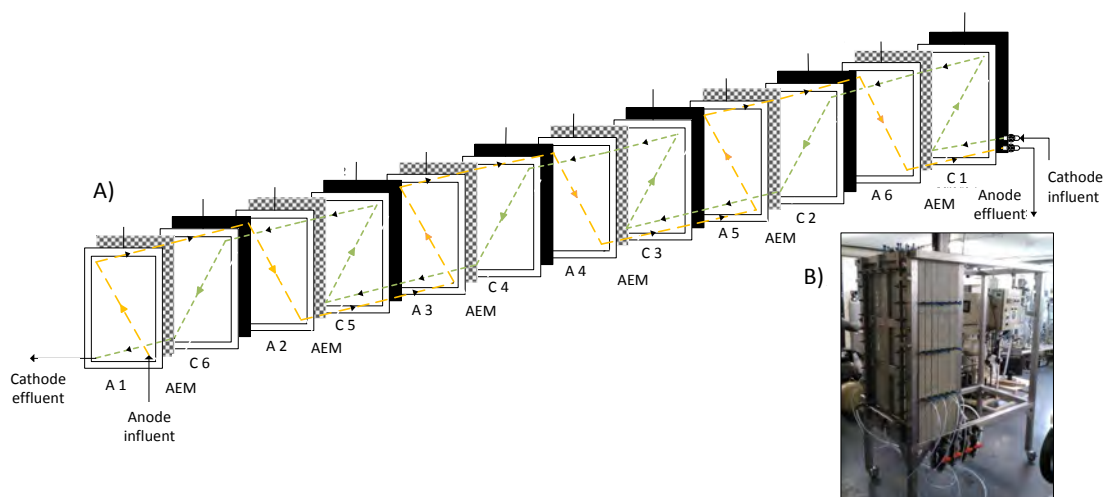 A)
A 1
AEM
C 6
A 2
AEM
C 5
A 3
AEM
C 4
A 4
AEM
C 3
A 5
AEM
C 2
A 6
AEM
C 1
Cathode
effluent
Anode
influent
Anode
effluent
Cathode
influent
B)